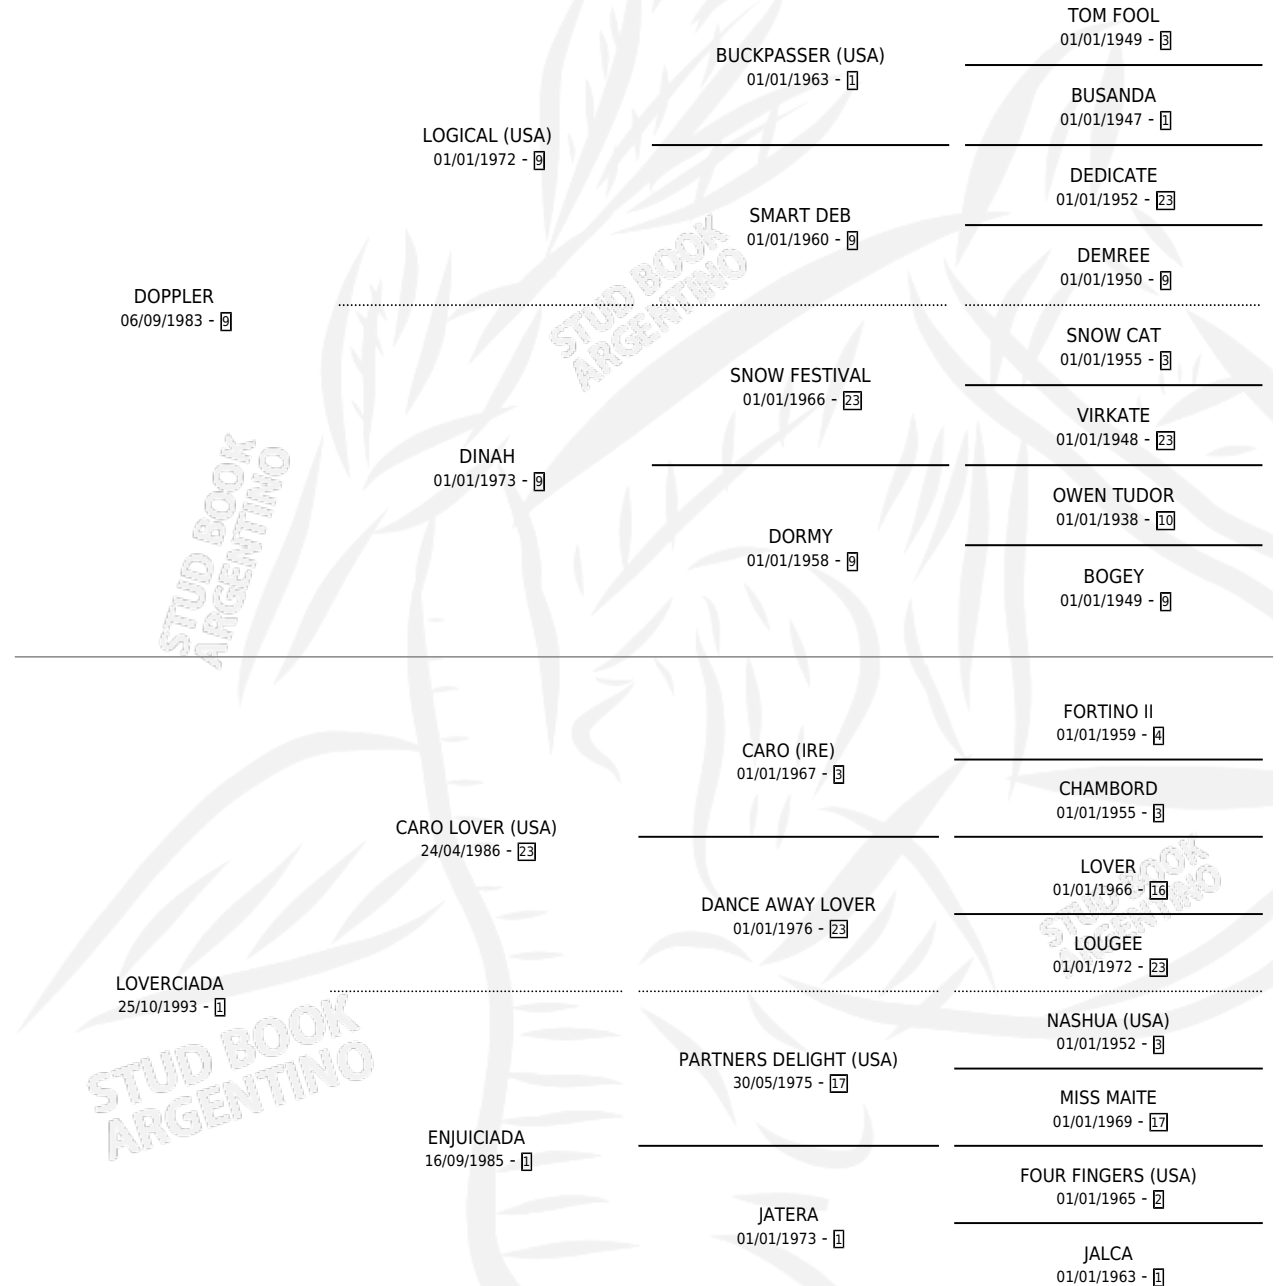 TOM FOOL
01/01/1949 - 3
BUCKPASSER (USA)
01/01/1963 - 1
BUSANDA
01/01/1947 - 1
LOGICAL (USA)
01/01/1972 - 9
DEDICATE
01/01/1952 - 23
SMART DEB
01/01/1960 - 9
DEMREE
01/01/1950 - 9
DOPPLER
06/09/1983 - 9
SNOW CAT
01/01/1955 - 3
SNOW FESTIVAL
01/01/1966 - 23
VIRKATE
01/01/1948 - 23
DINAH
01/01/1973 - 9
OWEN TUDOR
01/01/1938 - 10
DORMY
01/01/1958 - 9
BOGEY
01/01/1949 - 9
FORTINO II
01/01/1959 - 4
CARO (IRE)
01/01/1967 - 3
CHAMBORD
01/01/1955 - 3
CARO LOVER (USA)
24/04/1986 - 23
LOVER
01/01/1966 - 16
DANCE AWAY LOVER
01/01/1976 - 23
LOUGEE
01/01/1972 - 23
LOVERCIADA
25/10/1993 - 1
NASHUA (USA)
01/01/1952 - 3
PARTNERS DELIGHT (USA)
30/05/1975 - 17
MISS MAITE
01/01/1969 - 17
ENJUICIADA
16/09/1985 - 1
FOUR FINGERS (USA)
01/01/1965 - 2
JATERA
01/01/1973 - 1
JALCA
01/01/1963 - 1
STUD BOOK
ARGENTINO
STUD BOOK
ARGENTINO
STUD BOOK
ARGENTINO
STUD BOOK
ARGENTINO